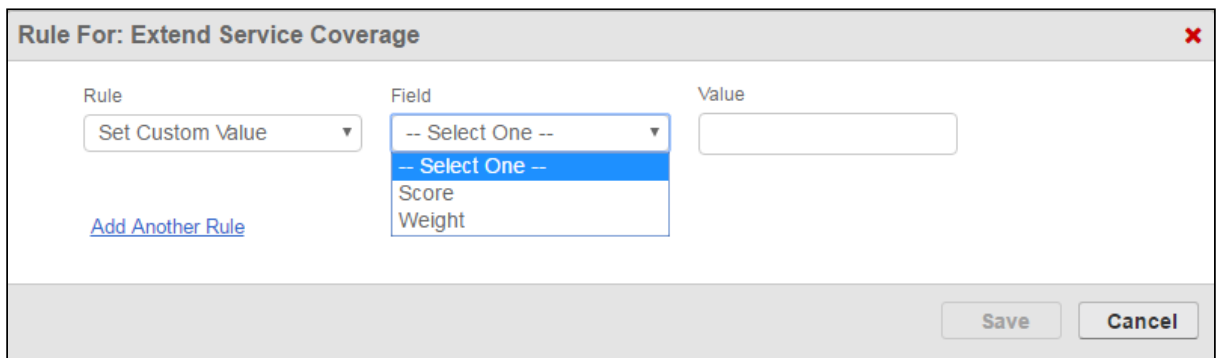 Rule For: Extend Service Coverage
Rule Field Value
Set Custom Value -- Select One --
-- Select One --
Score
Weight
Add Another Rule
Save Cancel